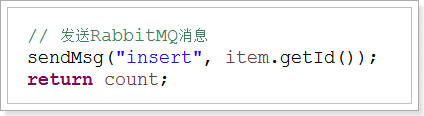 // 发送RabbitMQ消息
sendMsg("insert", item.getId());
return count;